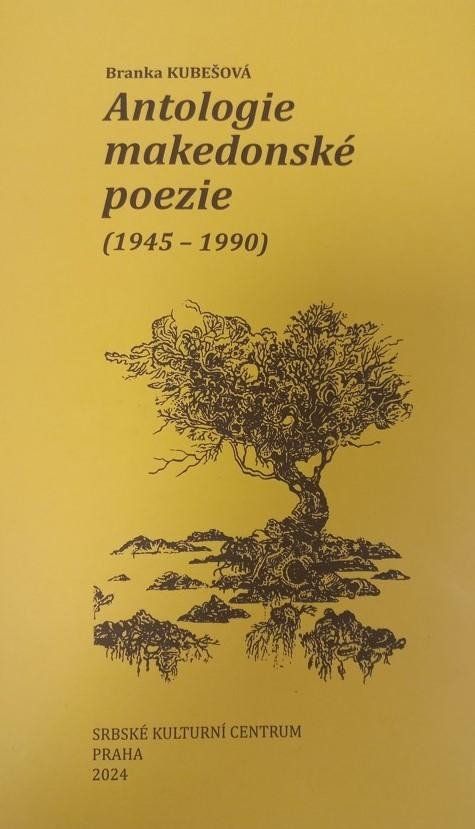 Branka KUBEŠOVÁ
Antologie
makedonské
poezie
(1945 – 1990)
SRBSKÉ KULTURNÍ CENTRUM
PRAHA
2024